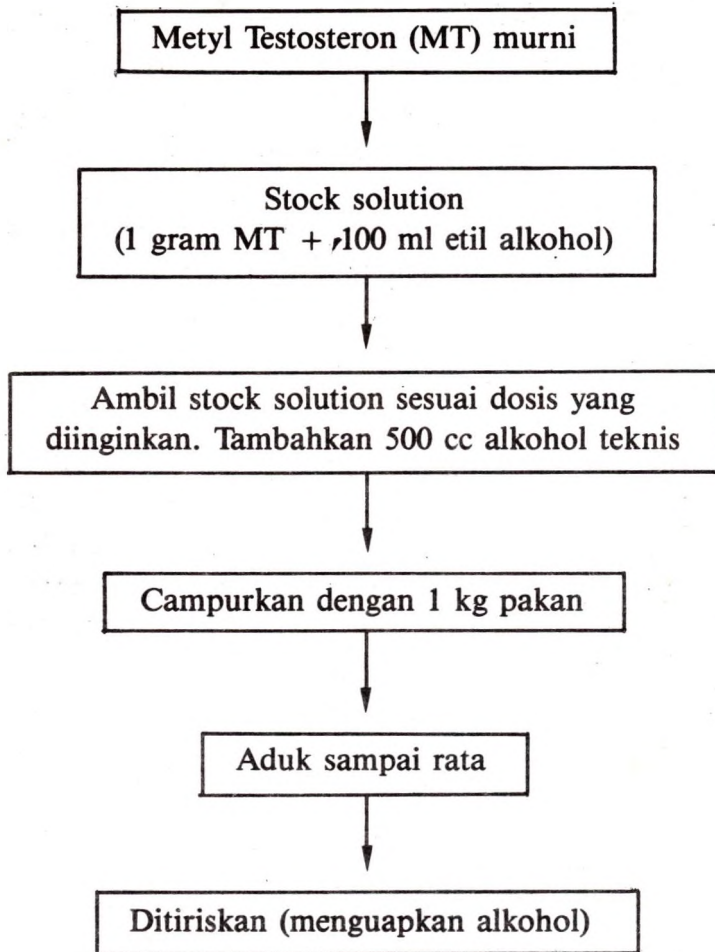 Metyl Testosteron (MT) murni
Stock solution
(1 gram MT + 100 ml etil alkohol)
Ambil stock solution sesuai dosis yang
diinginkan. Tambahkan 500 cc alkohol teknis
Campurkan dengan 1 kg pakan
Aduk sampai rata
Ditiriskan (menguapkan alkohol)